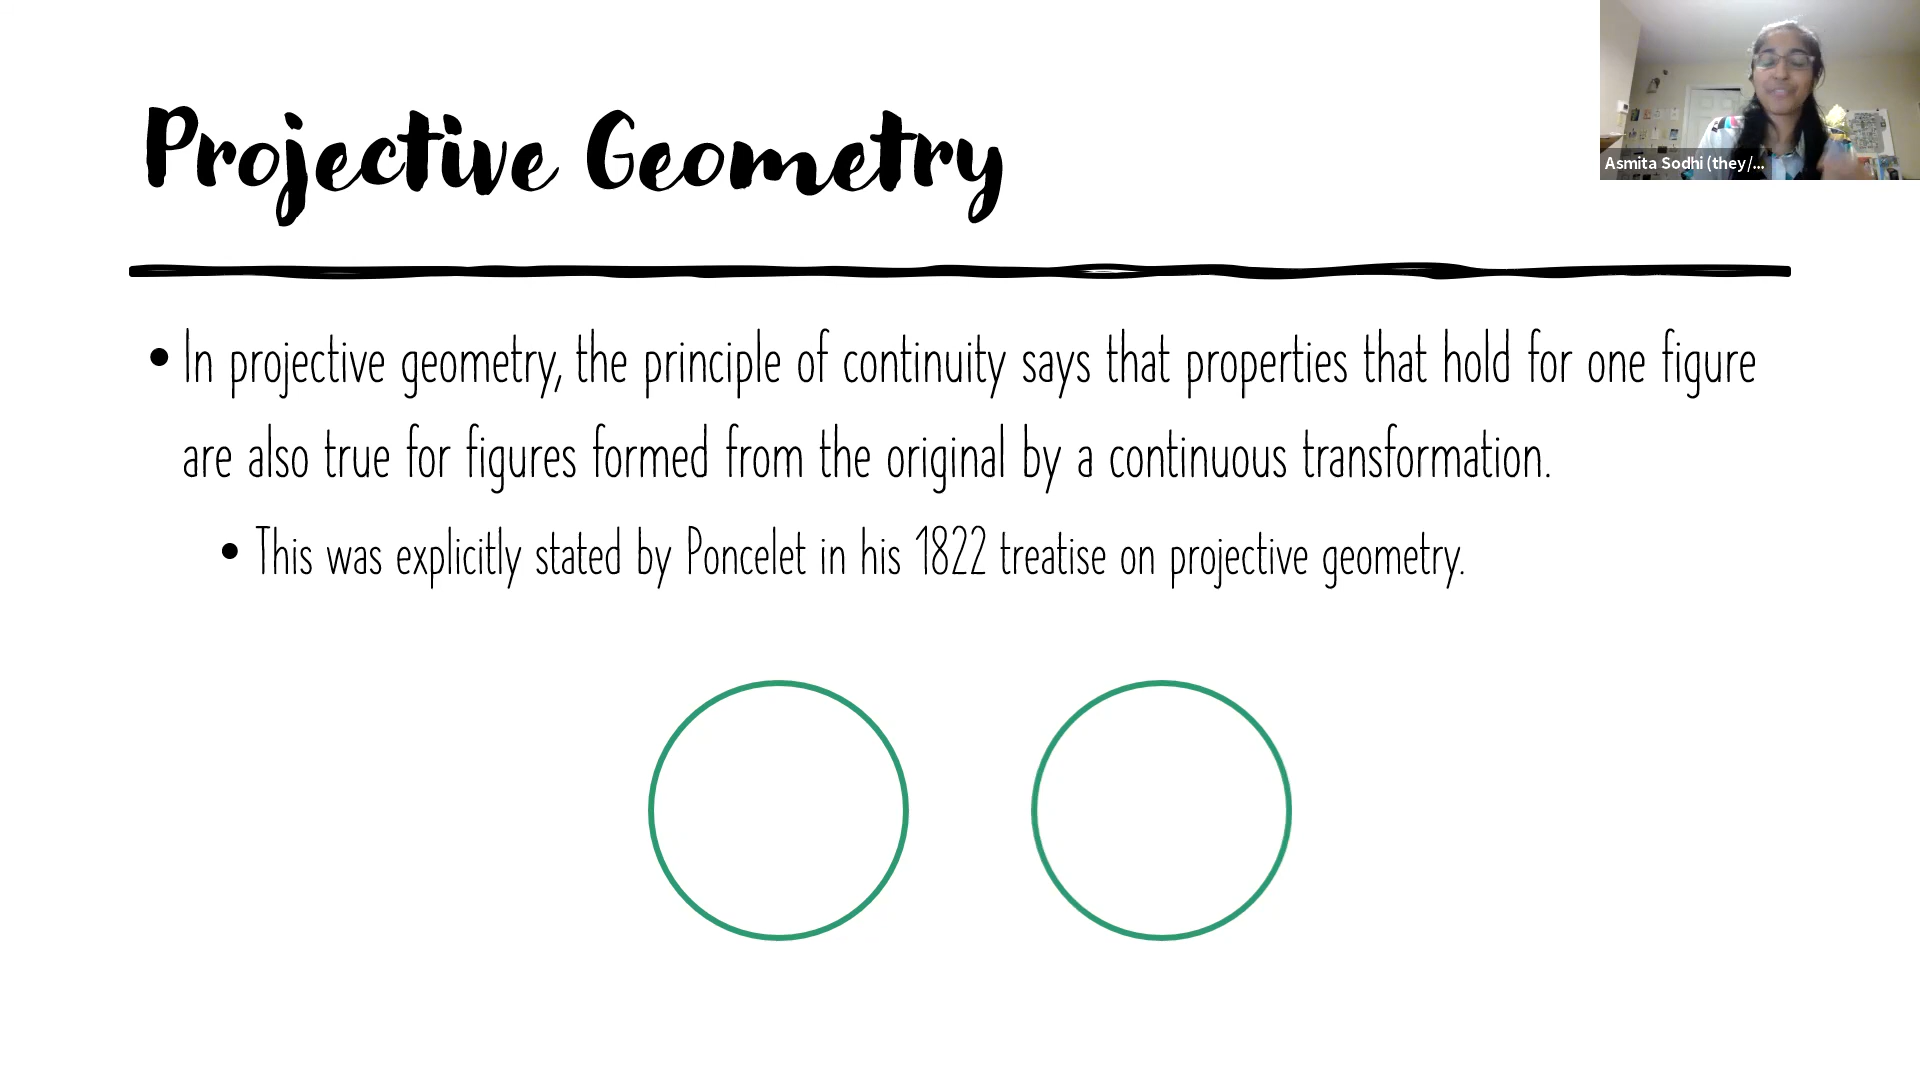 Projective Geometry
• In projective geometry, the principle of continuity says that properties that hold for one figure
are also true for figures formed from the original by a continuous transformation.
• This was explicitly stated by Poncelet in his 1822 treatise on projective geometry.
Asmita Sodhi (they/...